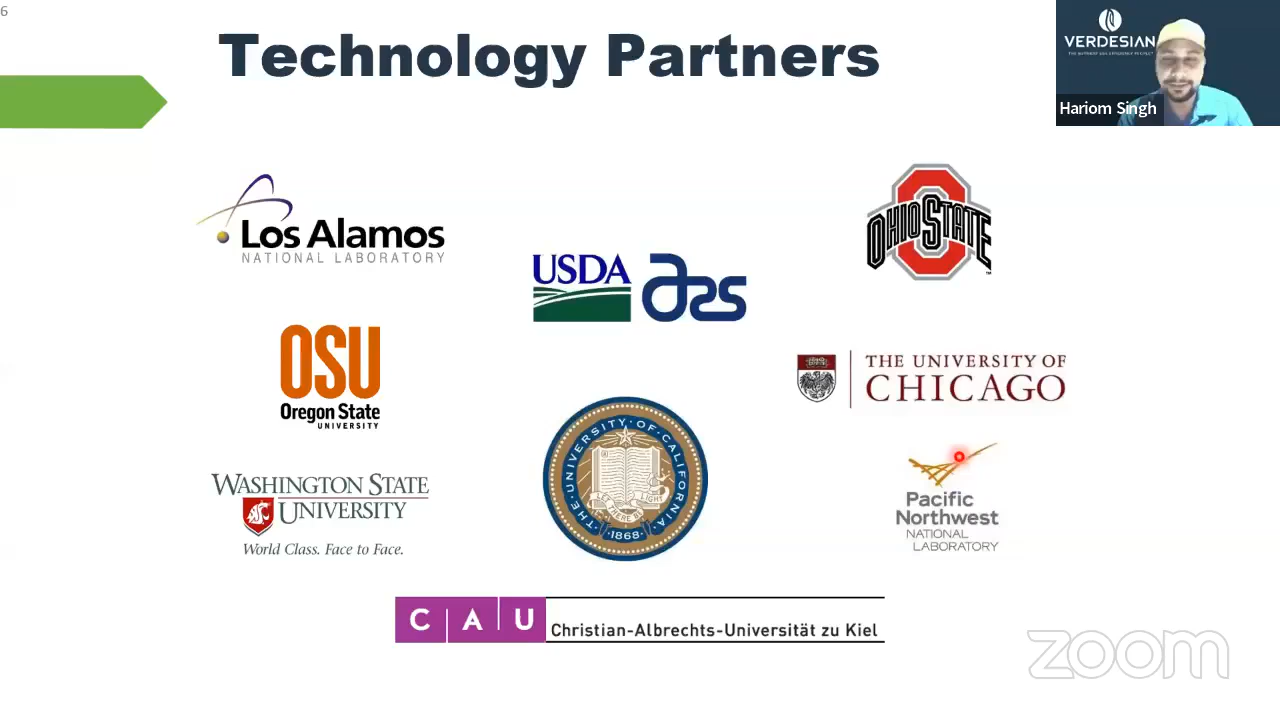 6
Technology Partners
VERDESIAN
Hariom Singh
Los Alamos
NATIONAL LABORATORY
OHIO STATE
TM
USDA ars
OSU
Oregon State
UNIVERSITY
THE UNIVERSITY OF
CHICAGO
THE UNIVERSITY OF CALIFORNIA
LET THERE BE LIGHT
1868
WASHINGTON STATE
UNIVERSITY
World Class. Face to Face.
Pacific
Northwest
NATIONAL
LABORATORY
CAU Christian-Albrechts-Universität zu Kiel
zoom